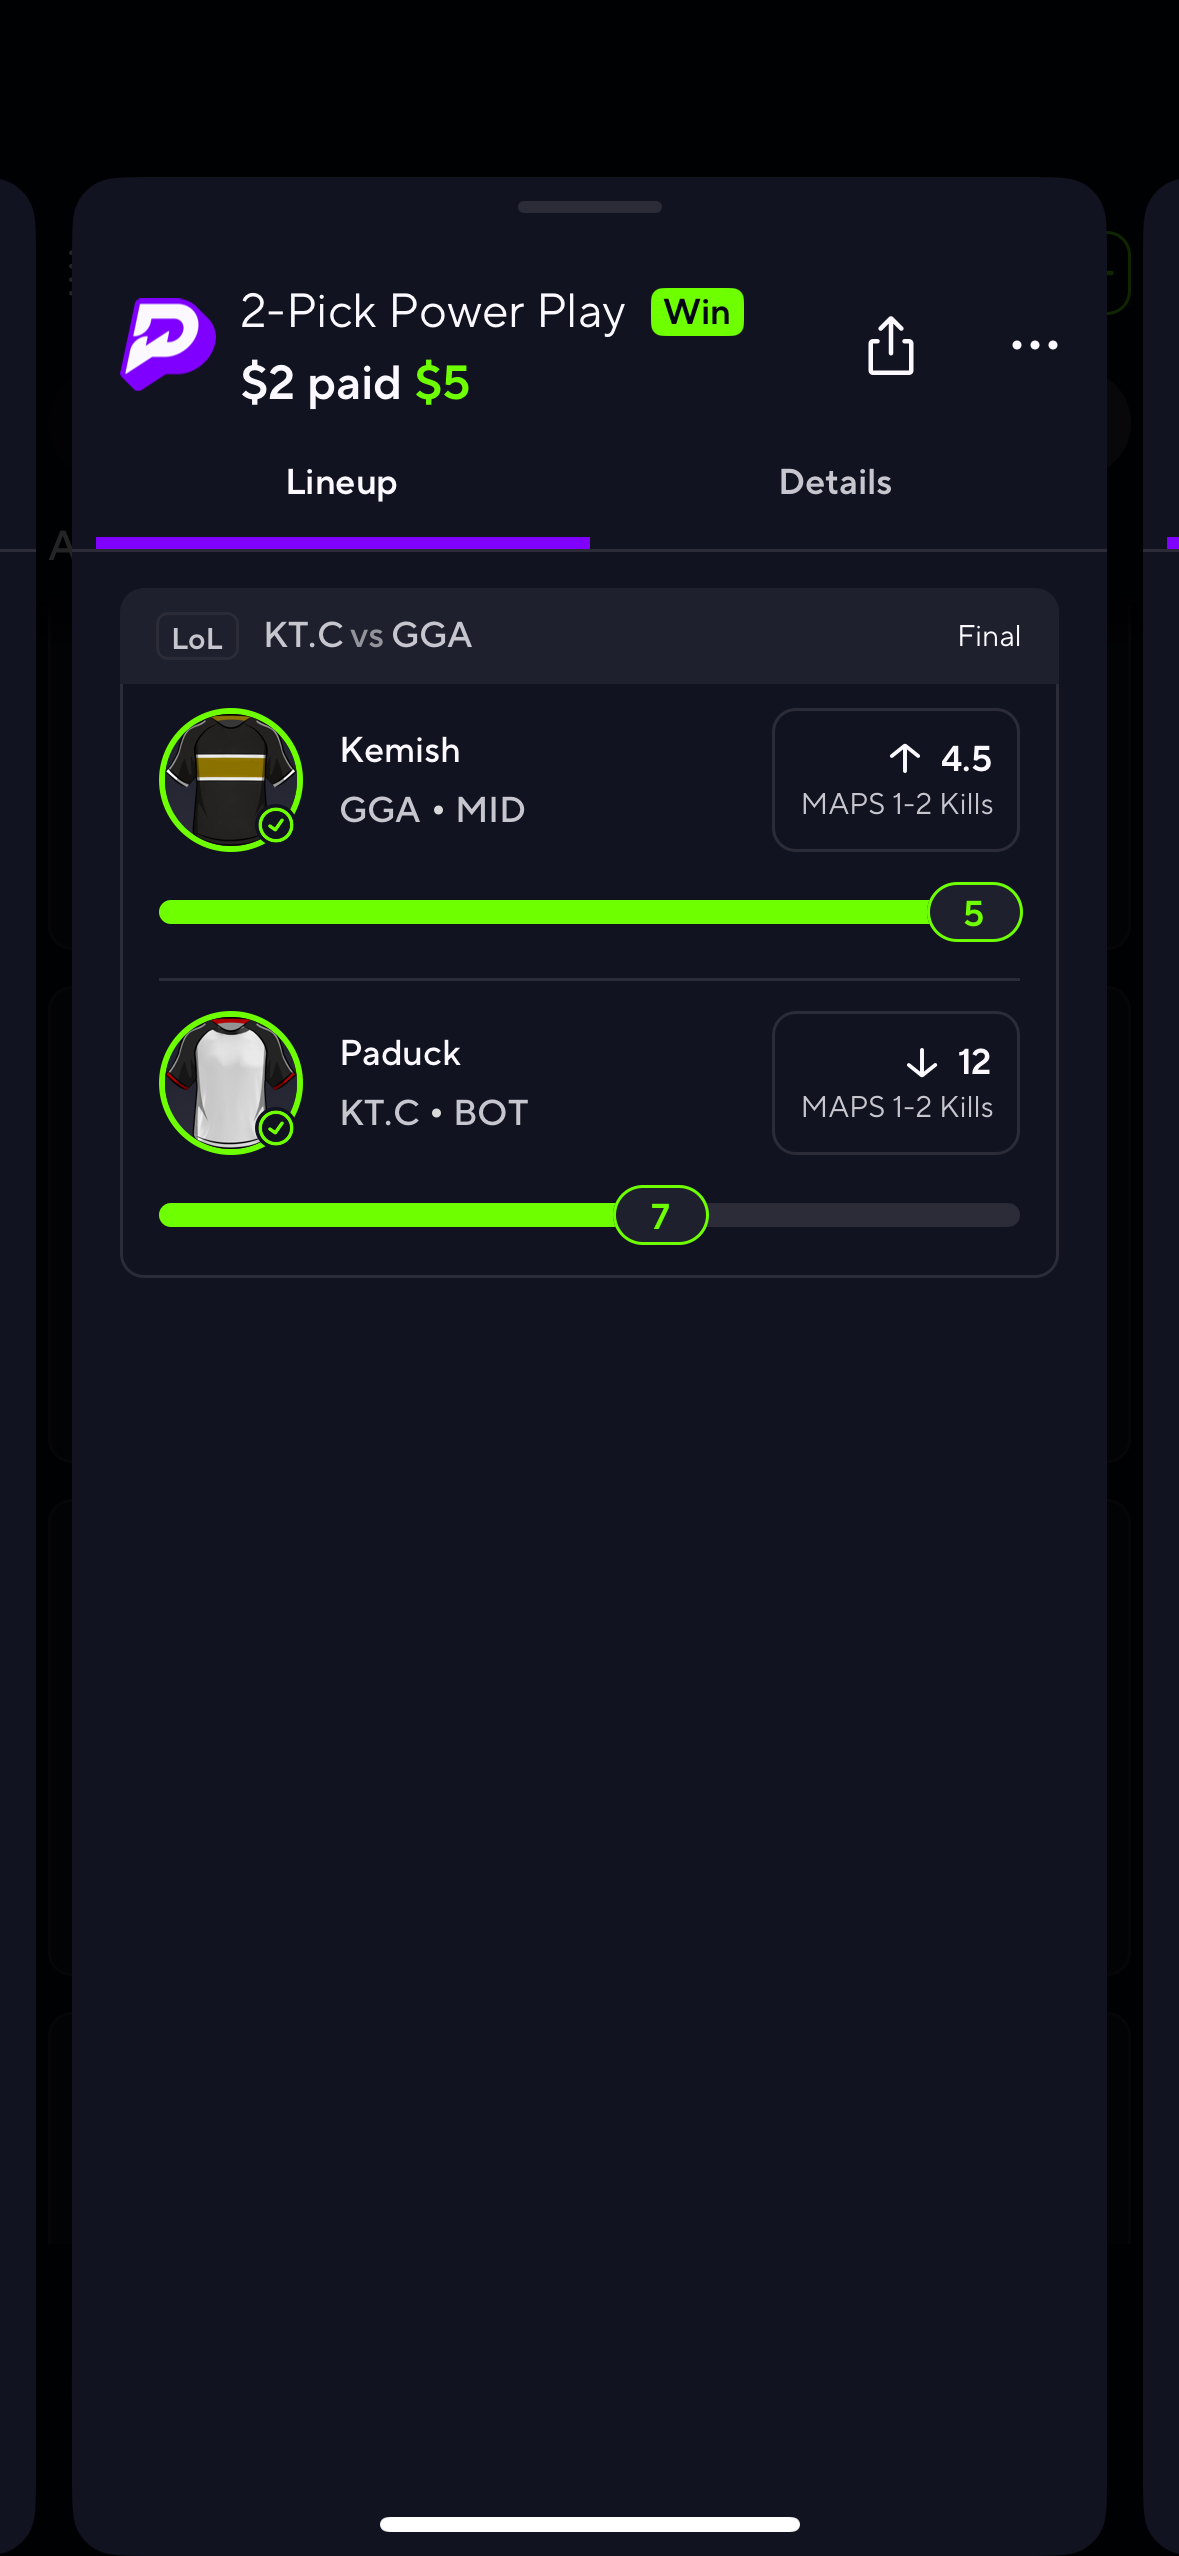 2-Pick Power Play Win
$2 paid $5
Lineup Details
LoL KT.C vs GGA Final
Kemish
GGA • MID
↑ 4.5
MAPS 1-2 Kills
5
Paduck
KT.C • BOT
↓ 12
MAPS 1-2 Kills
7